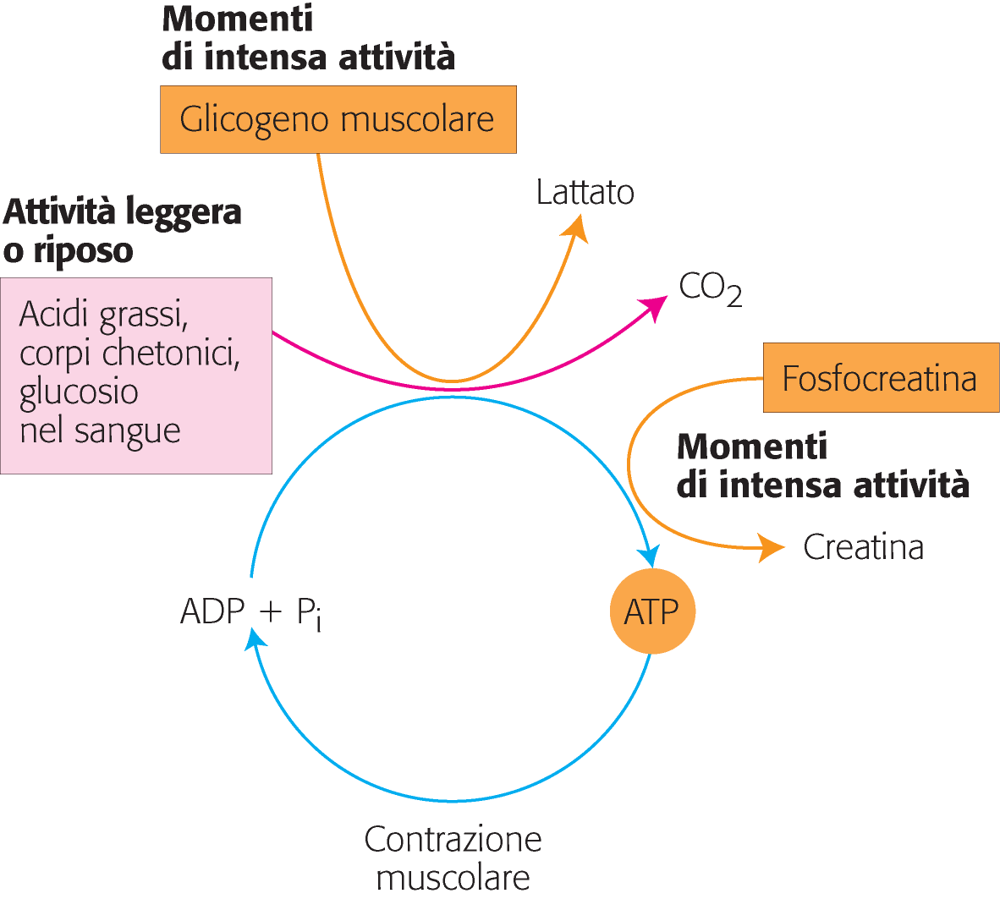 Momenti
di intensa attività
Glicogeno muscolare
Lattato
Attività leggera
o riposo
CO2
Acidi grassi,
corpi chetonici,
glucosio
nel sangue
Fosfocreatina
Momenti
di intensa attività
Creatina
ADP + Pi
ATP
Contrazione
muscolare